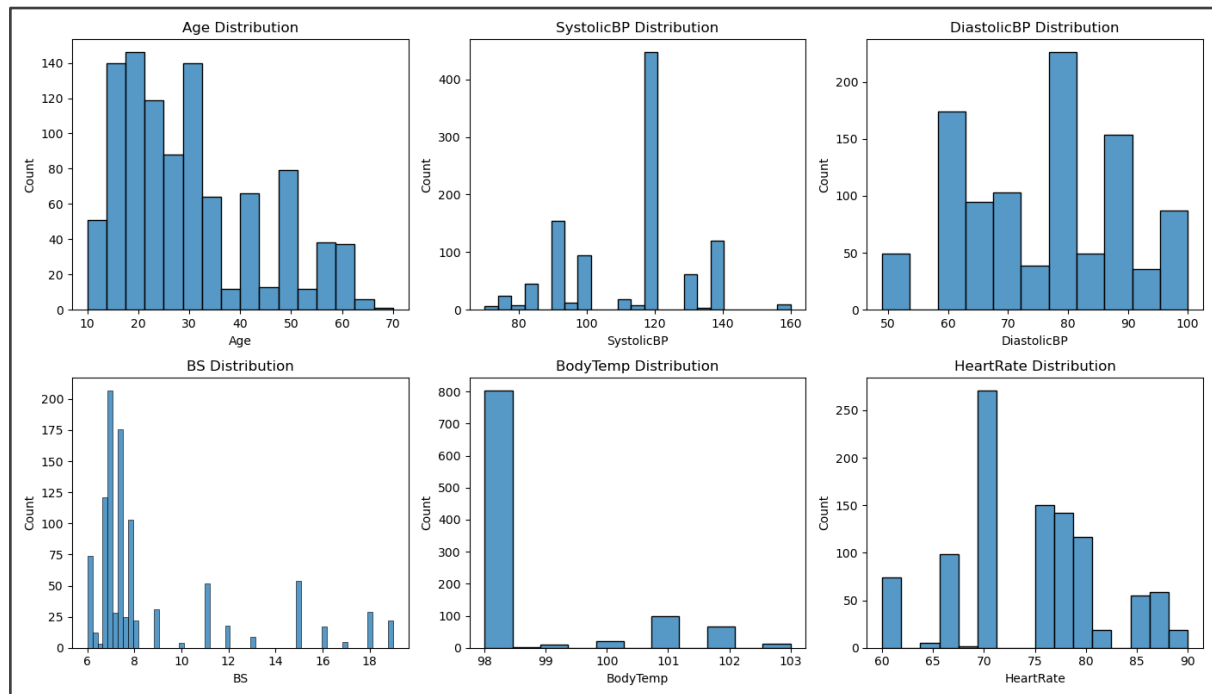 Age Distribution
Count
140
120
100
80
60
40
20
0
10 20 30 40 50 60 70
Age
SystolicBP Distribution
Count
400
300
200
100
0
80 100 120 140 160
SystolicBP
DiastolicBP Distribution
Count
200
150
100
50
0
50 60 70 80 90 100
DiastolicBP
BS Distribution
Count
200
175
150
125
100
75
50
25
0
6 8 10 12 14 16 18
BS
BodyTemp Distribution
Count
800
700
600
500
400
300
200
100
0
98 99 100 101 102 103
BodyTemp
HeartRate Distribution
Count
250
200
150
100
50
0
60 65 70 75 80 85 90
HeartRate